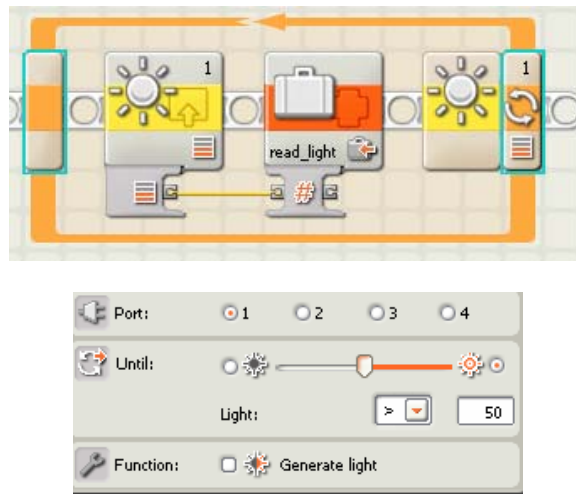 1 1
read_light
#
Port: 1 2 3 4
Until:
Light: > 50
Function: Generate light